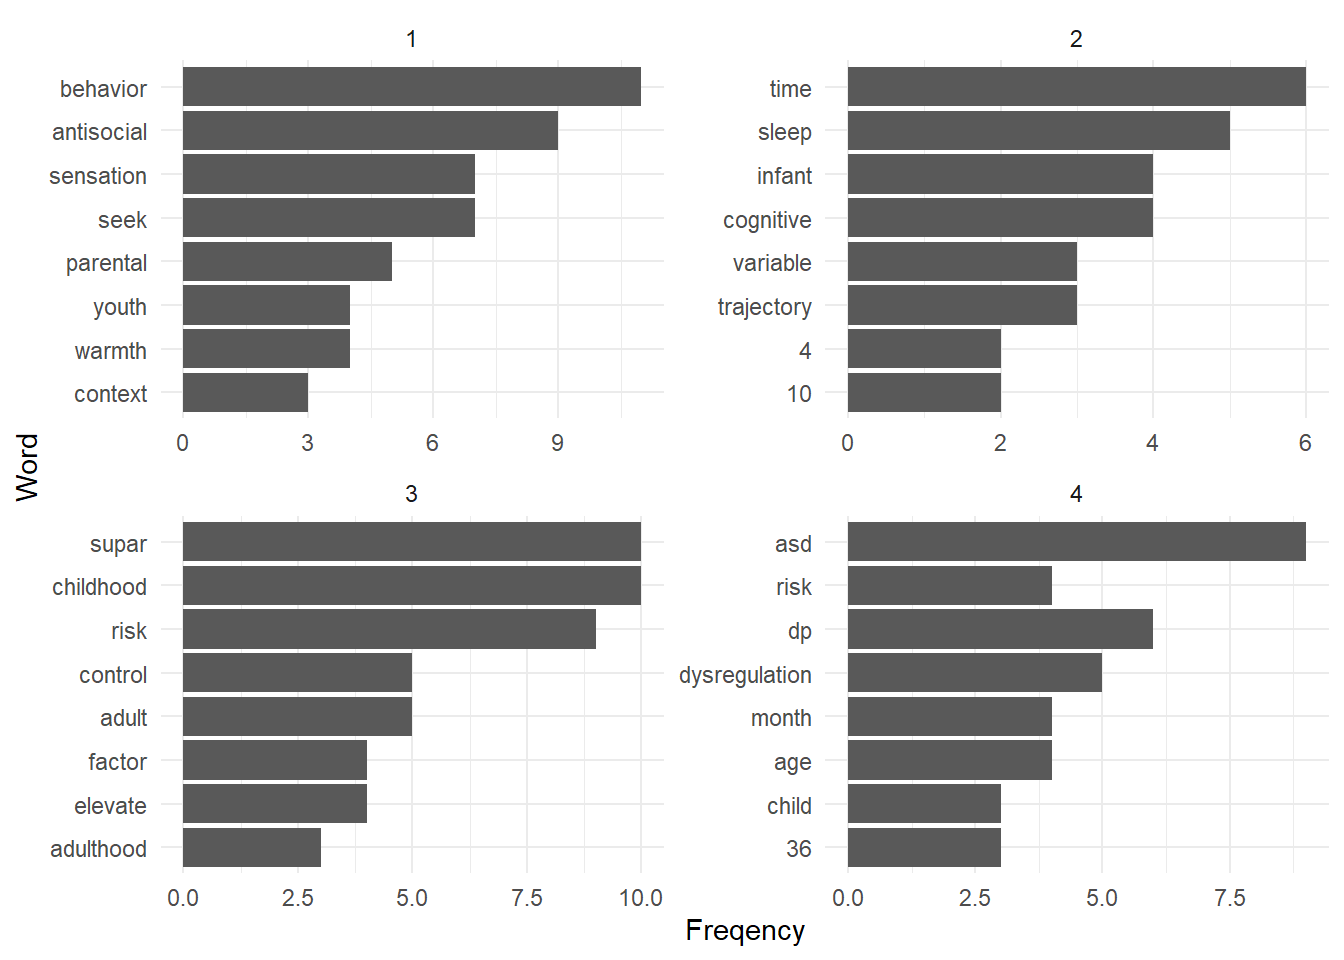 1
behavior
antisocial
sensation
seek
parental
youth
warmth
context
0 3 6 9
2
time
sleep
infant
cognitive
variable
trajectory
4
10
0 2 4 6
Word
3
supar
childhood
risk
control
adult
factor
elevate
adulthood
0.0 2.5 5.0 7.5 10.0
4
asd
risk
dp
dysregulation
month
age
child
36
0.0 2.5 5.0 7.5
Freqency